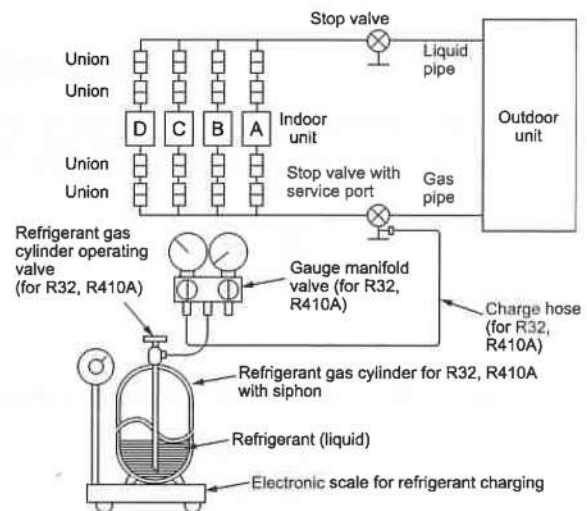 Stop valve
Union
Liquid
pipe
Union
D
C
B
A
Indoor
unit
Outdoor
unit
Union
Stop valve with
service port
Gas
pipe
Union
Refrigerant gas
cylinder operating
valve
(for R32, R410A)
Gauge manifold
valve (for R32,
R410A)
Charge hose
(for R32,
R410A)
Refrigerant gas cylinder for R32, R410A
with siphon
Refrigerant (liquid)
Electronic scale for refrigerant charging